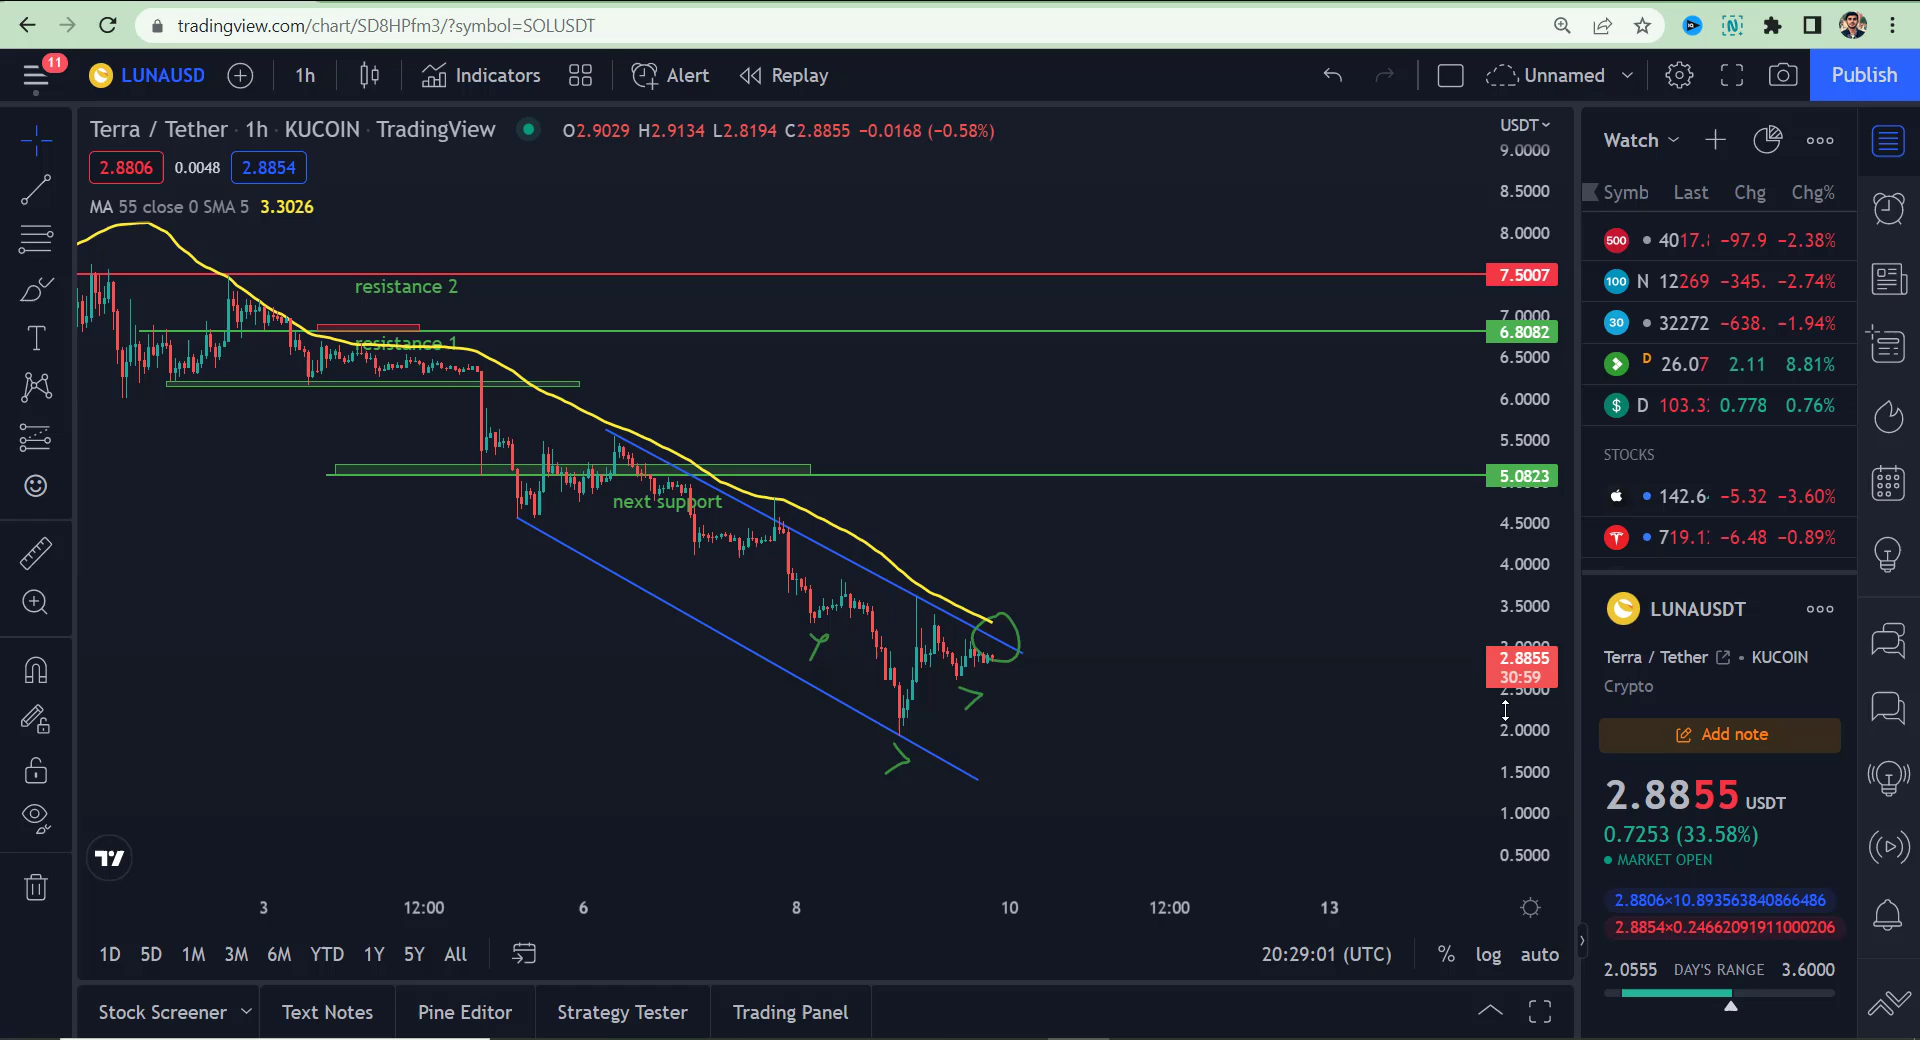 tradingview.com/chart/SD8HPfm3/?symbol=SOLUSDT
11
LUNAUSD 1h Indicators Alert Replay Unnamed Publish
Terra / Tether · 1h · KUCOIN · TradingView O2.9029 H2.9134 L2.8194 C2.8855 −0.0168 (−0.58%)
2.8806 0.0048 2.8854
MA 55 close 0 SMA 5 3.3026
USDT
9.0000
8.5000
8.0000
7.5007
7.0000
6.8082
6.5000
6.0000
5.5000
5.0823
4.5000
4.0000
3.5000
2.8855
30:59
2.5000
2.0000
1.5000
1.0000
0.5000
resistance 2
resistance 1
next support
3 12:00 6 8 10 12:00 13
1D 5D 1M 3M 6M YTD 1Y 5Y All 20:29:01 (UTC) % log auto
Stock Screener Text Notes Pine Editor Strategy Tester Trading Panel
Watch
Symb Last Chg Chg%
500 4017. −97.9 −2.38%
100 N 12269 −345. −2.74%
30 32272 −638. −1.94%
D 26.07 2.11 8.81%
$ D 103.3 0.778 0.76%
STOCKS
142.6 −5.32 −3.60%
T 719.1 −6.48 −0.89%
LUNAUSDT
Terra / Tether • KUCOIN
Crypto
Add note
2.8855 USDT
0.7253 (33.58%)
MARKET OPEN
2.8806×10.893563840866486
2.8854×0.24662091911000206
2.0555 DAY'S RANGE 3.6000